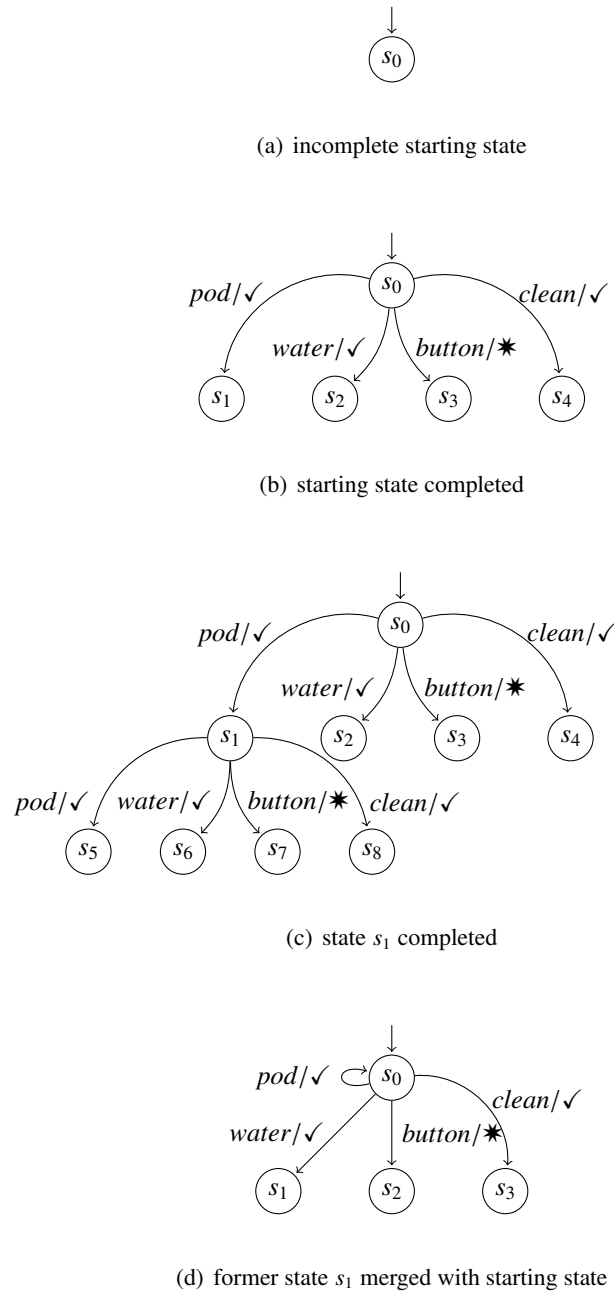 s0
(a) incomplete starting state
s0
pod/✓ clean/✓
water/✓ button/✷
s1 s2 s3 s4
(b) starting state completed
s0
pod/✓ clean/✓
water/✓ button/✷
s1 s2 s3 s4
pod/✓ water/✓ button/✷ clean/✓
s5 s6 s7 s8
(c) state s1 completed
s0
pod/✓
clean/✓
water/✓ button/✷
s1 s2 s3
(d) former state s1 merged with starting state